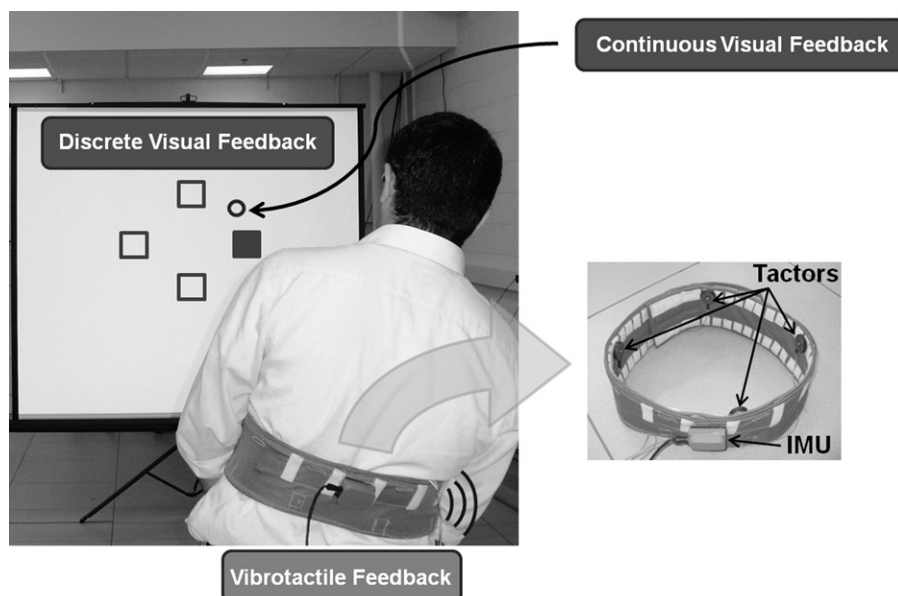 Continuous Visual Feedback
Discrete Visual Feedback
Tactors
IMU
Vibrotactile Feedback